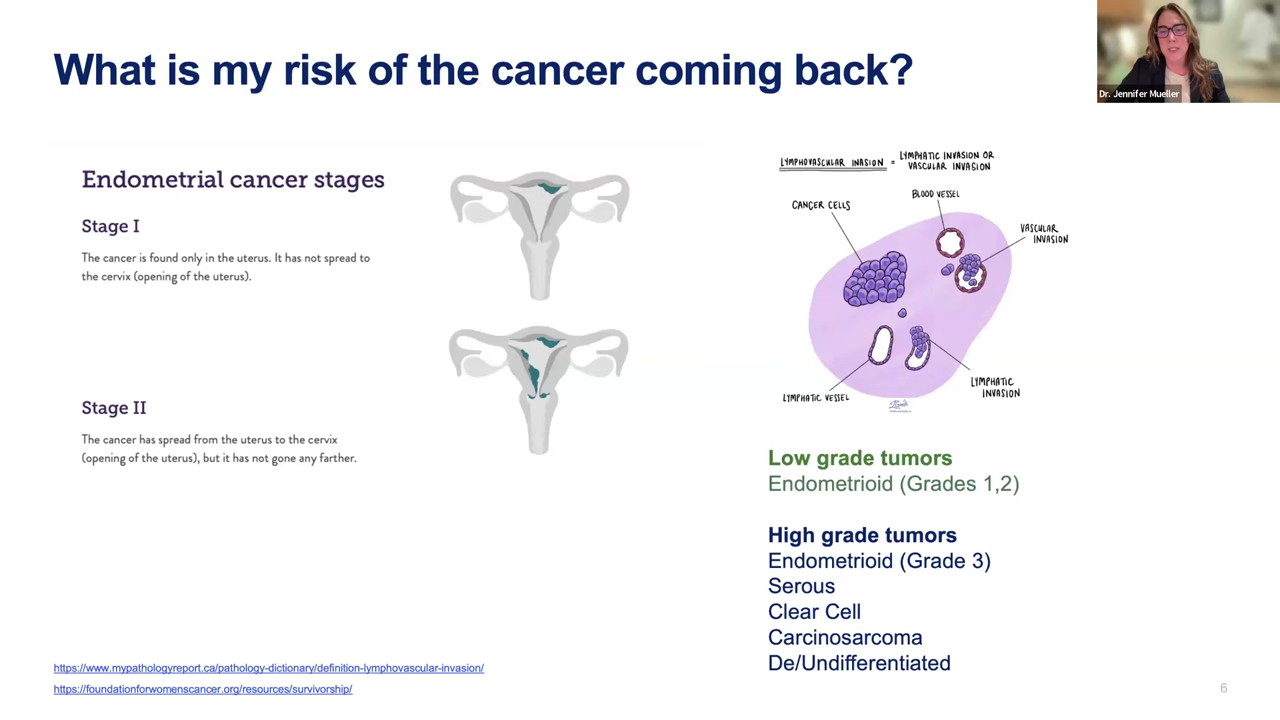 What is my risk of the cancer coming back?
Dr. Jennifer Mueller
Endometrial cancer stages
Stage I
The cancer is found only in the uterus. It has not spread to
the cervix (opening of the uterus).
Stage II
The cancer has spread from the uterus to the cervix
(opening of the uterus), but it has not gone any farther.
LYMPHOVASCULAR INASION = LYMPHATIC INVASION OR
VASCULAR INVASION
BLOOD VESSEL
CANCER CELLS
VASCULAR
INVASION
LYMPHATIC
INVASION
LYMPHATIC VESSEL
Low grade tumors
Endometrioid (Grades 1,2)
High grade tumors
Endometrioid (Grade 3)
Serous
Clear Cell
Carcinosarcoma
De/Undifferentiated
https://www.mypathologyreport.ca/pathology-dictionary/definition-lymphovascular-invasion/
https://foundationforwomenscancer.org/resources/survivorship/
6